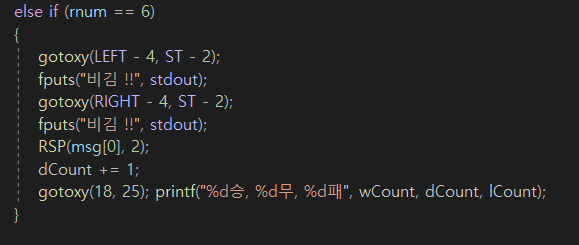 else if (rnum == 6)
{
gotoxy(LEFT - 4, ST - 2);
fputs("비김 !!", stdout);
gotoxy(RIGHT - 4, ST - 2);
fputs("비김 !!", stdout);
RSP(msg[0], 2);
dCount += 1;
gotoxy(18, 25); printf("%d승, %d무, %d패", wCount, dCount, lCount);
}